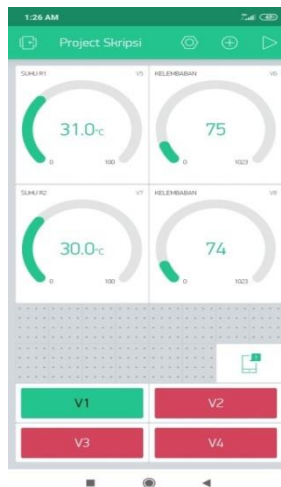 1:26 AM
Project Skripsi
SUHU R1 V5 KELEMBABAN V6
31.0°C 75
0 100 0 1023
SUHU R2 V7 KELEMBABAN V8
30.0°C 74
0 100 0 1023
V1 V2
V3 V4